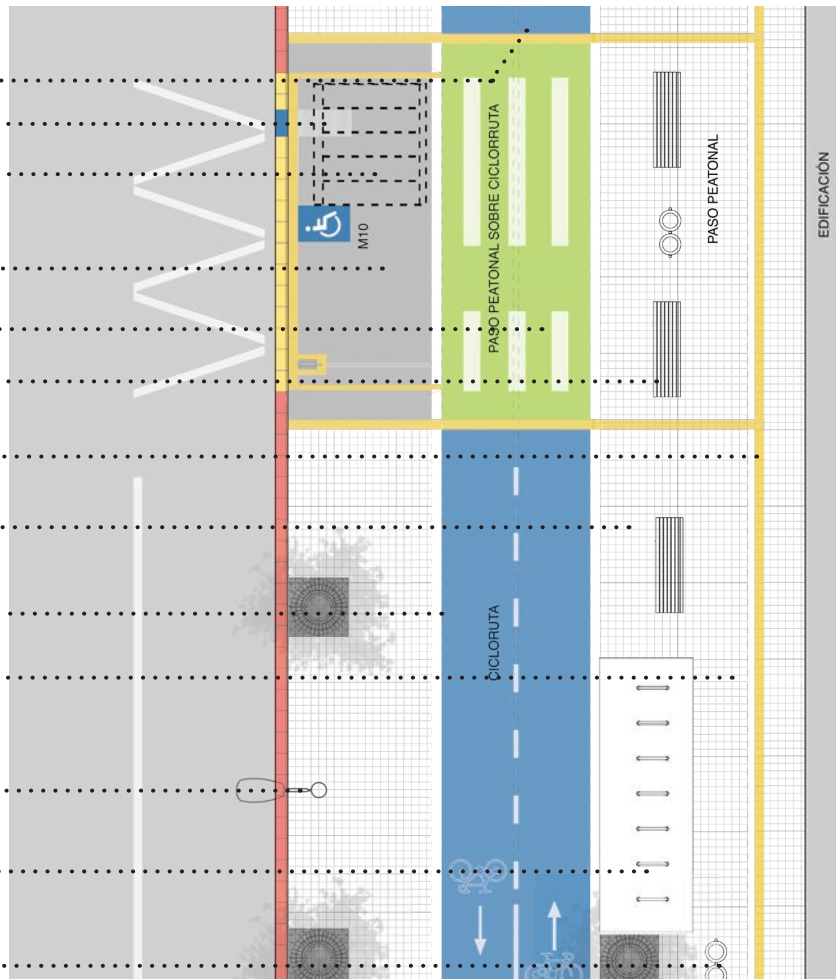 PASO PEATONAL SOBRE CICLORRUTA
PASO PEATONAL
EDIFICACIÓN
M10
CICLORUTA